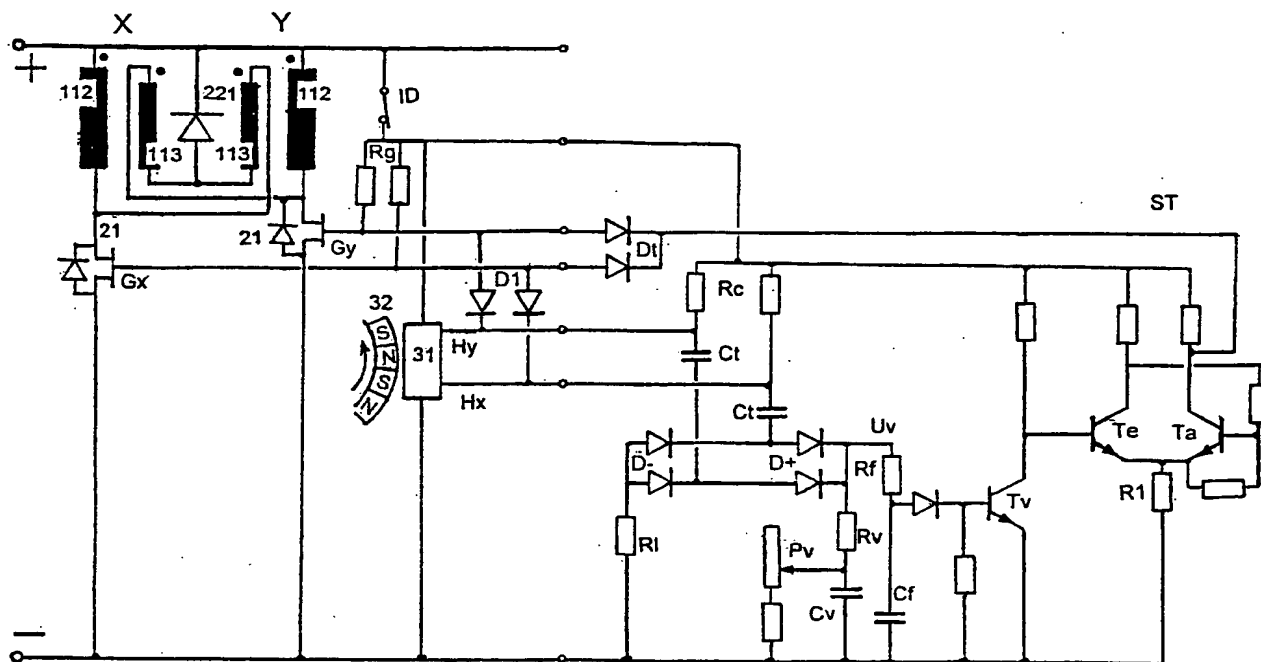 X Y
+
112 221 112
113 113
ID
Rg
ST
21 21
Gy Dt
Gx
D1 Rc
32
S
N
S
N
31
Hy
Hx
Ct
Ct
Uv
D- D+ Rf
Te Ta
Tv
R1
Rl
Pv Rv
Cv Cf
−